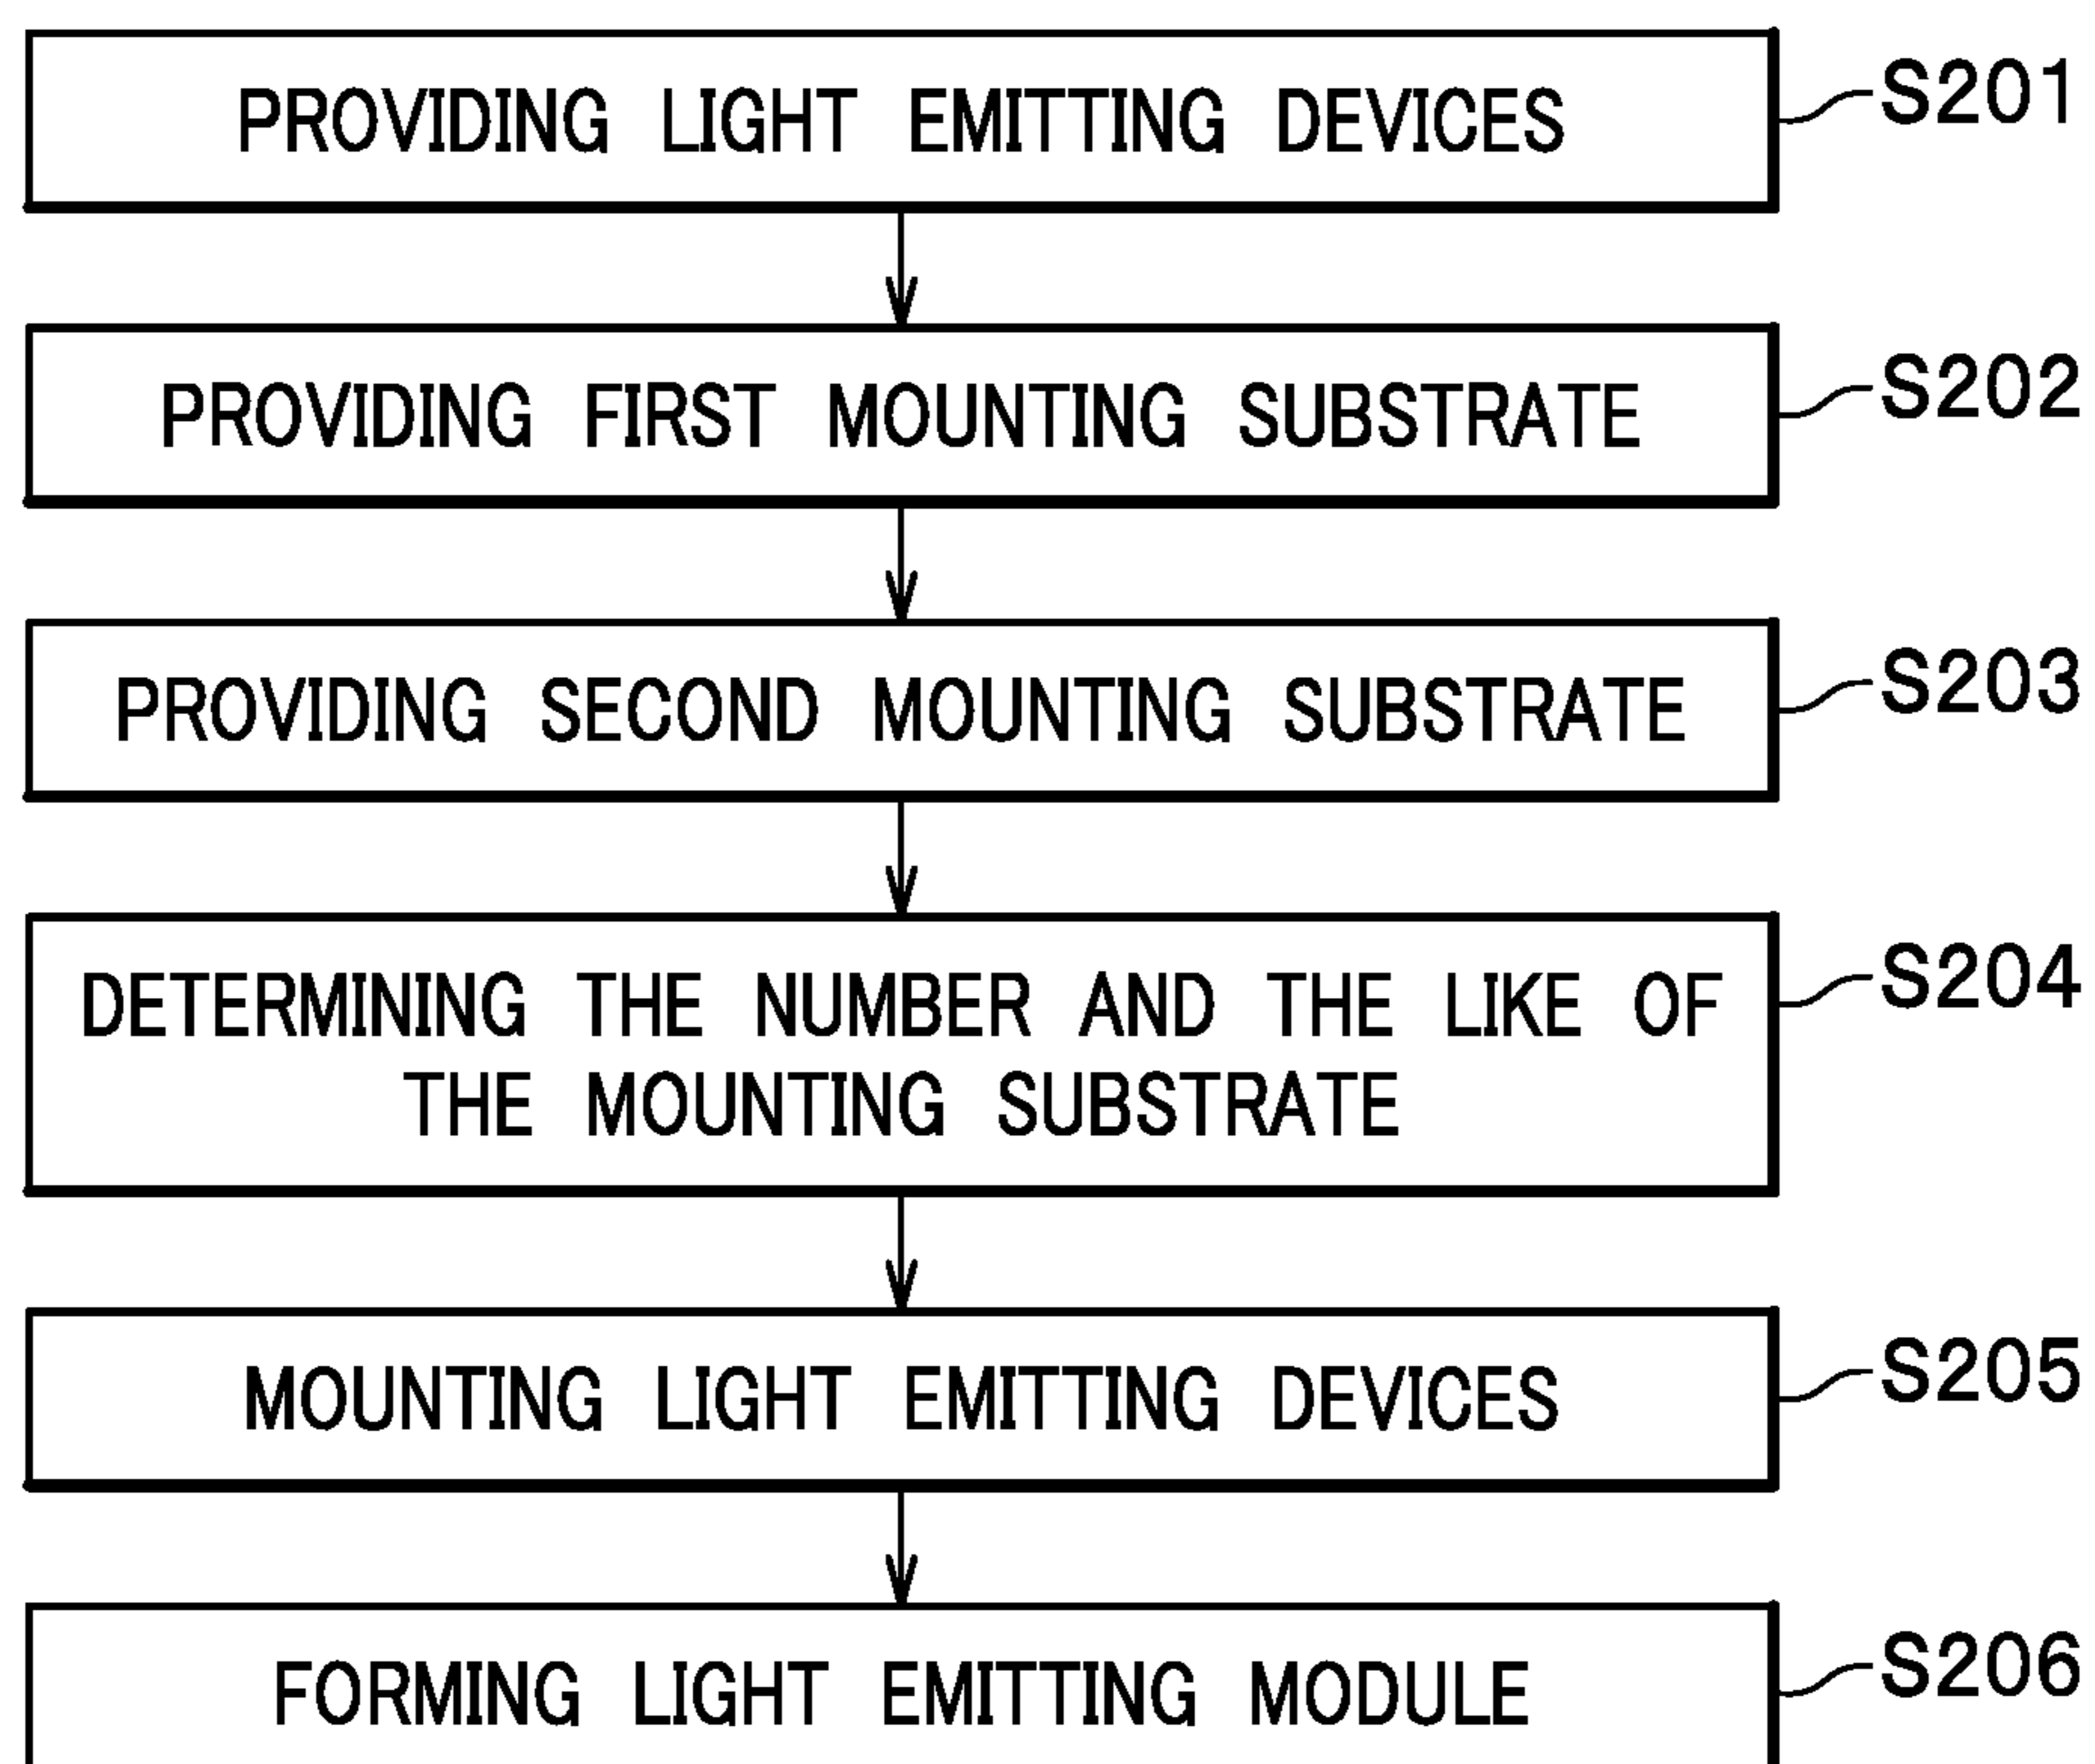 PROVIDING LIGHT EMITTING DEVICES
S201
PROVIDING FIRST MOUNTING SUBSTRATE
S202
PROVIDING SECOND MOUNTING SUBSTRATE
S203
DETERMINING THE NUMBER AND THE LIKE OF
THE MOUNTING SUBSTRATE
S204
MOUNTING LIGHT EMITTING DEVICES
S205
FORMING LIGHT EMITTING MODULE
S206